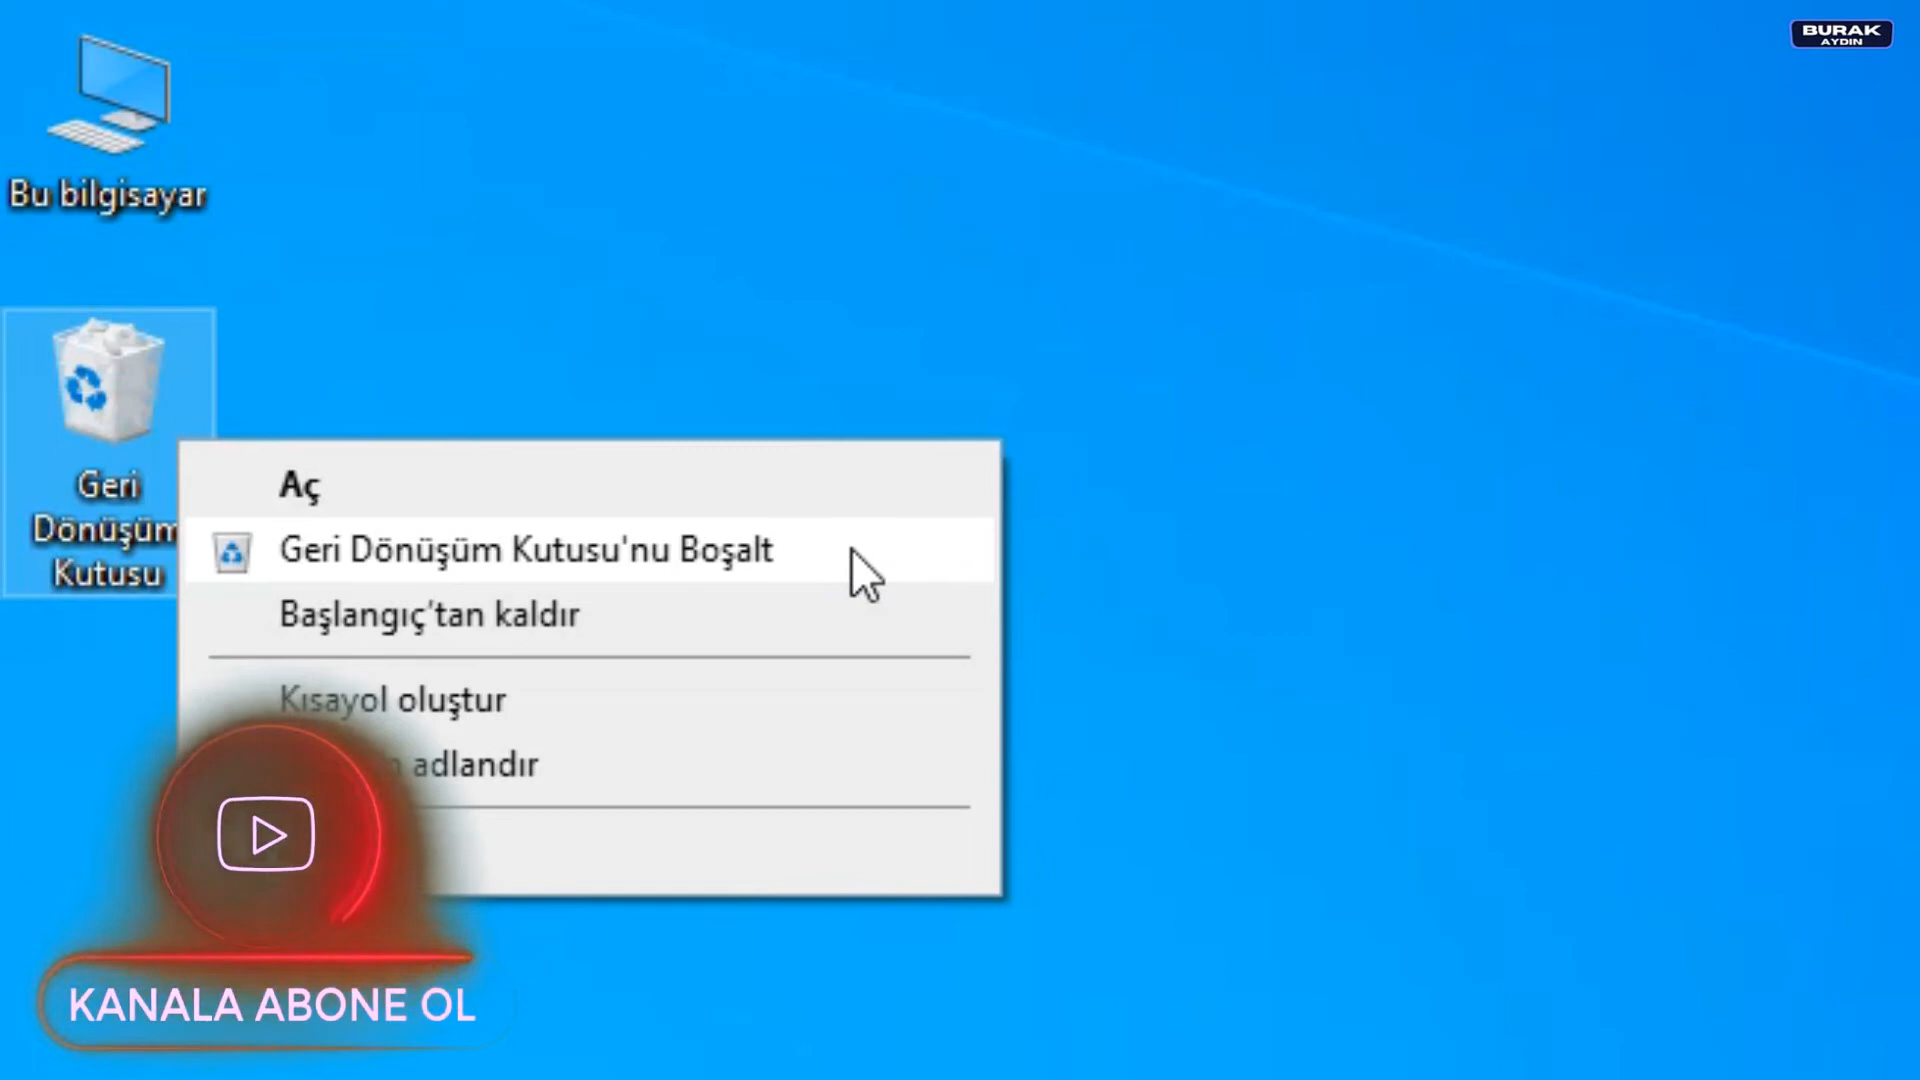 BURAK
AYDIN
Bu bilgisayar
Geri
Dönüşüm
Kutusu
Aç
Geri Dönüşüm Kutusu'nu Boşalt
Başlangıç'tan kaldır
Kısayol oluştur
adlandır
KANALA ABONE OL